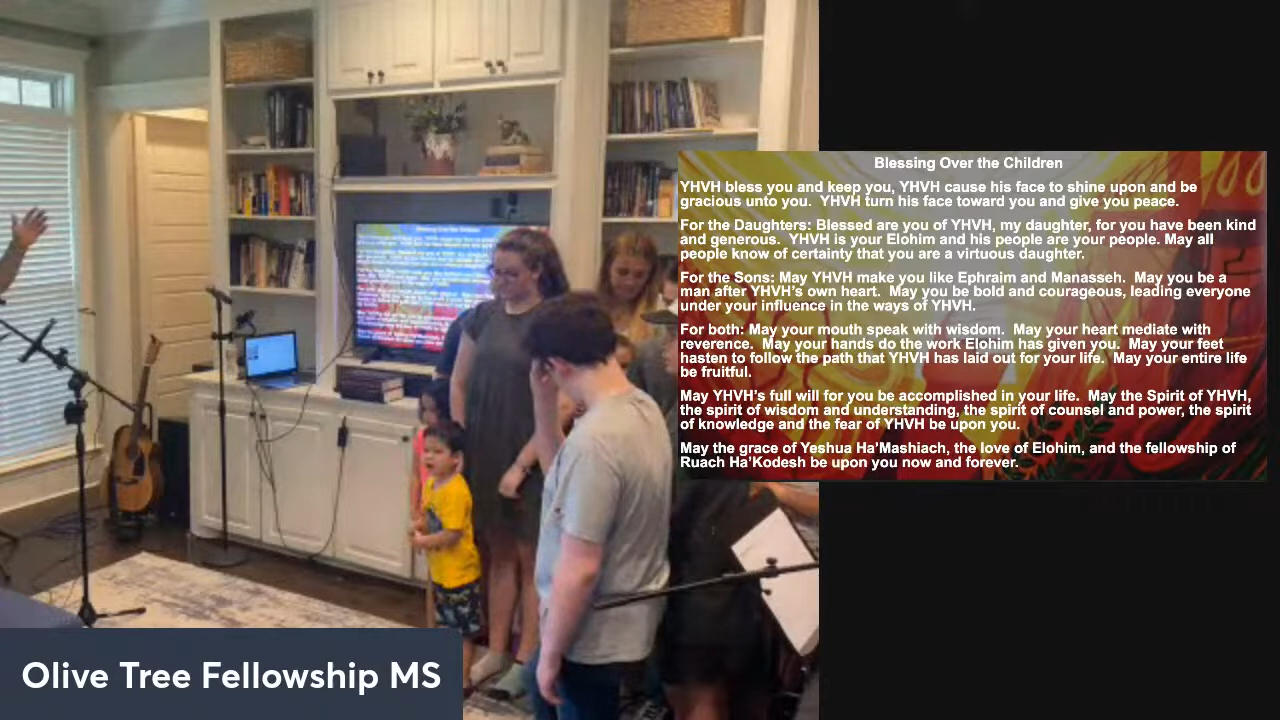 Blessing Over the Children
YHVH bless you and keep you, YHVH cause his face to shine upon and be
gracious unto you.  YHVH turn his face toward you and give you peace.
For the Daughters: Blessed are you of YHVH, my daughter, for you have been kind
and generous.  YHVH is your Elohim and his people are your people. May all
people know of certainty that you are a virtuous daughter.
For the Sons: May YHVH make you like Ephraim and Manasseh.  May you be a
man after YHVH's own heart.  May you be bold and courageous, leading everyone
under your influence in the ways of YHVH.
For both: May your mouth speak with wisdom.  May your heart mediate with
reverence.  May your hands do the work Elohim has given you.  May your feet
hasten to follow the path that YHVH has laid out for your life.  May your entire life
be fruitful.
May YHVH's full will for you be accomplished in your life.  May the Spirit of YHVH,
the spirit of wisdom and understanding, the spirit of counsel and power, the spirit
of knowledge and the fear of YHVH be upon you.
May the grace of Yeshua Ha'Mashiach, the love of Elohim, and the fellowship of
Ruach Ha'Kodesh be upon you now and forever.
Olive Tree Fellowship MS